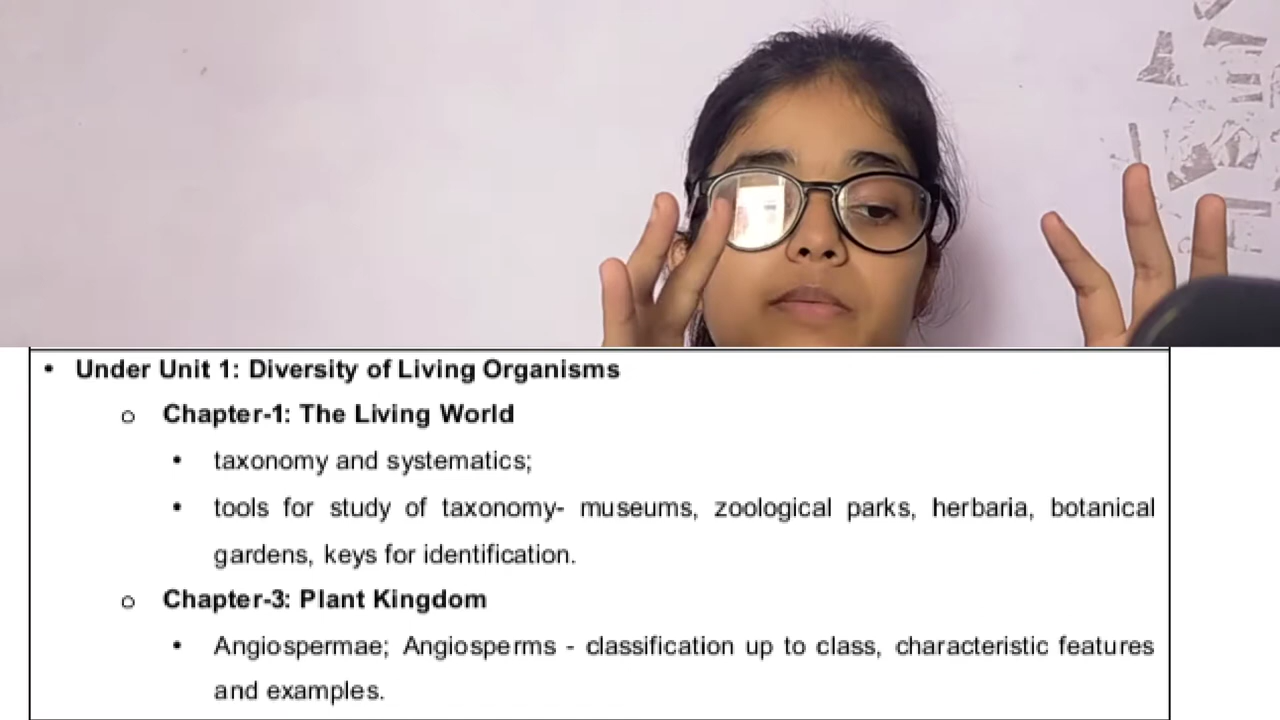 • Under Unit 1: Diversity of Living Organisms
o Chapter-1: The Living World
• taxonomy and systematics;
• tools for study of taxonomy- museums, zoological parks, herbaria, botanical
gardens, keys for identification.
o Chapter-3: Plant Kingdom
• Angiospermae; Angiosperms - classification up to class, characteristic features
and examples.